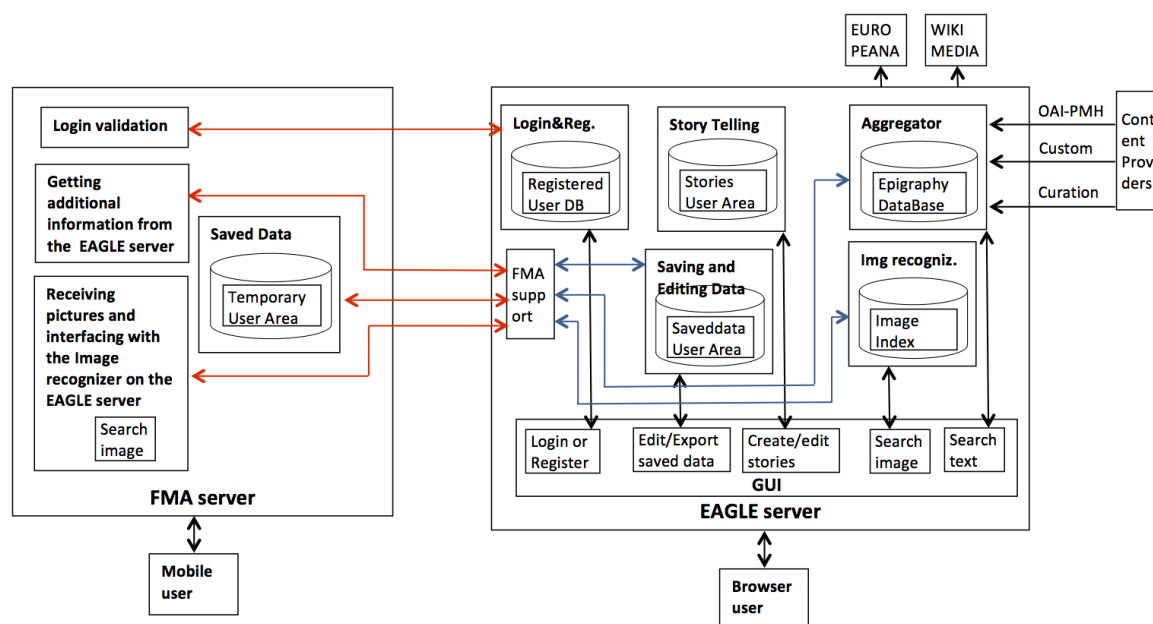 EURO
PEANA
WIKI
MEDIA
Login validation
Getting
additional
information from
the EAGLE server
Receiving
pictures and
interfacing with
the Image
recognizer on the
EAGLE server
Search
image
Saved Data
Temporary
User Area
FMA server
Mobile
user
Login&Reg.
Registered
User DB
Story Telling
Stories
User Area
Aggregator
Epigraphy
DataBase
OAI-PMH
Custom
Curation
Cont
ent
Provi
ders
FMA
supp
ort
Saving and
Editing Data
Saveddata
User Area
Img recogniz.
Image
Index
Login or
Register
Edit/Export
saved data
Create/edit
stories
Search
image
Search
text
GUI
EAGLE server
Browser
user